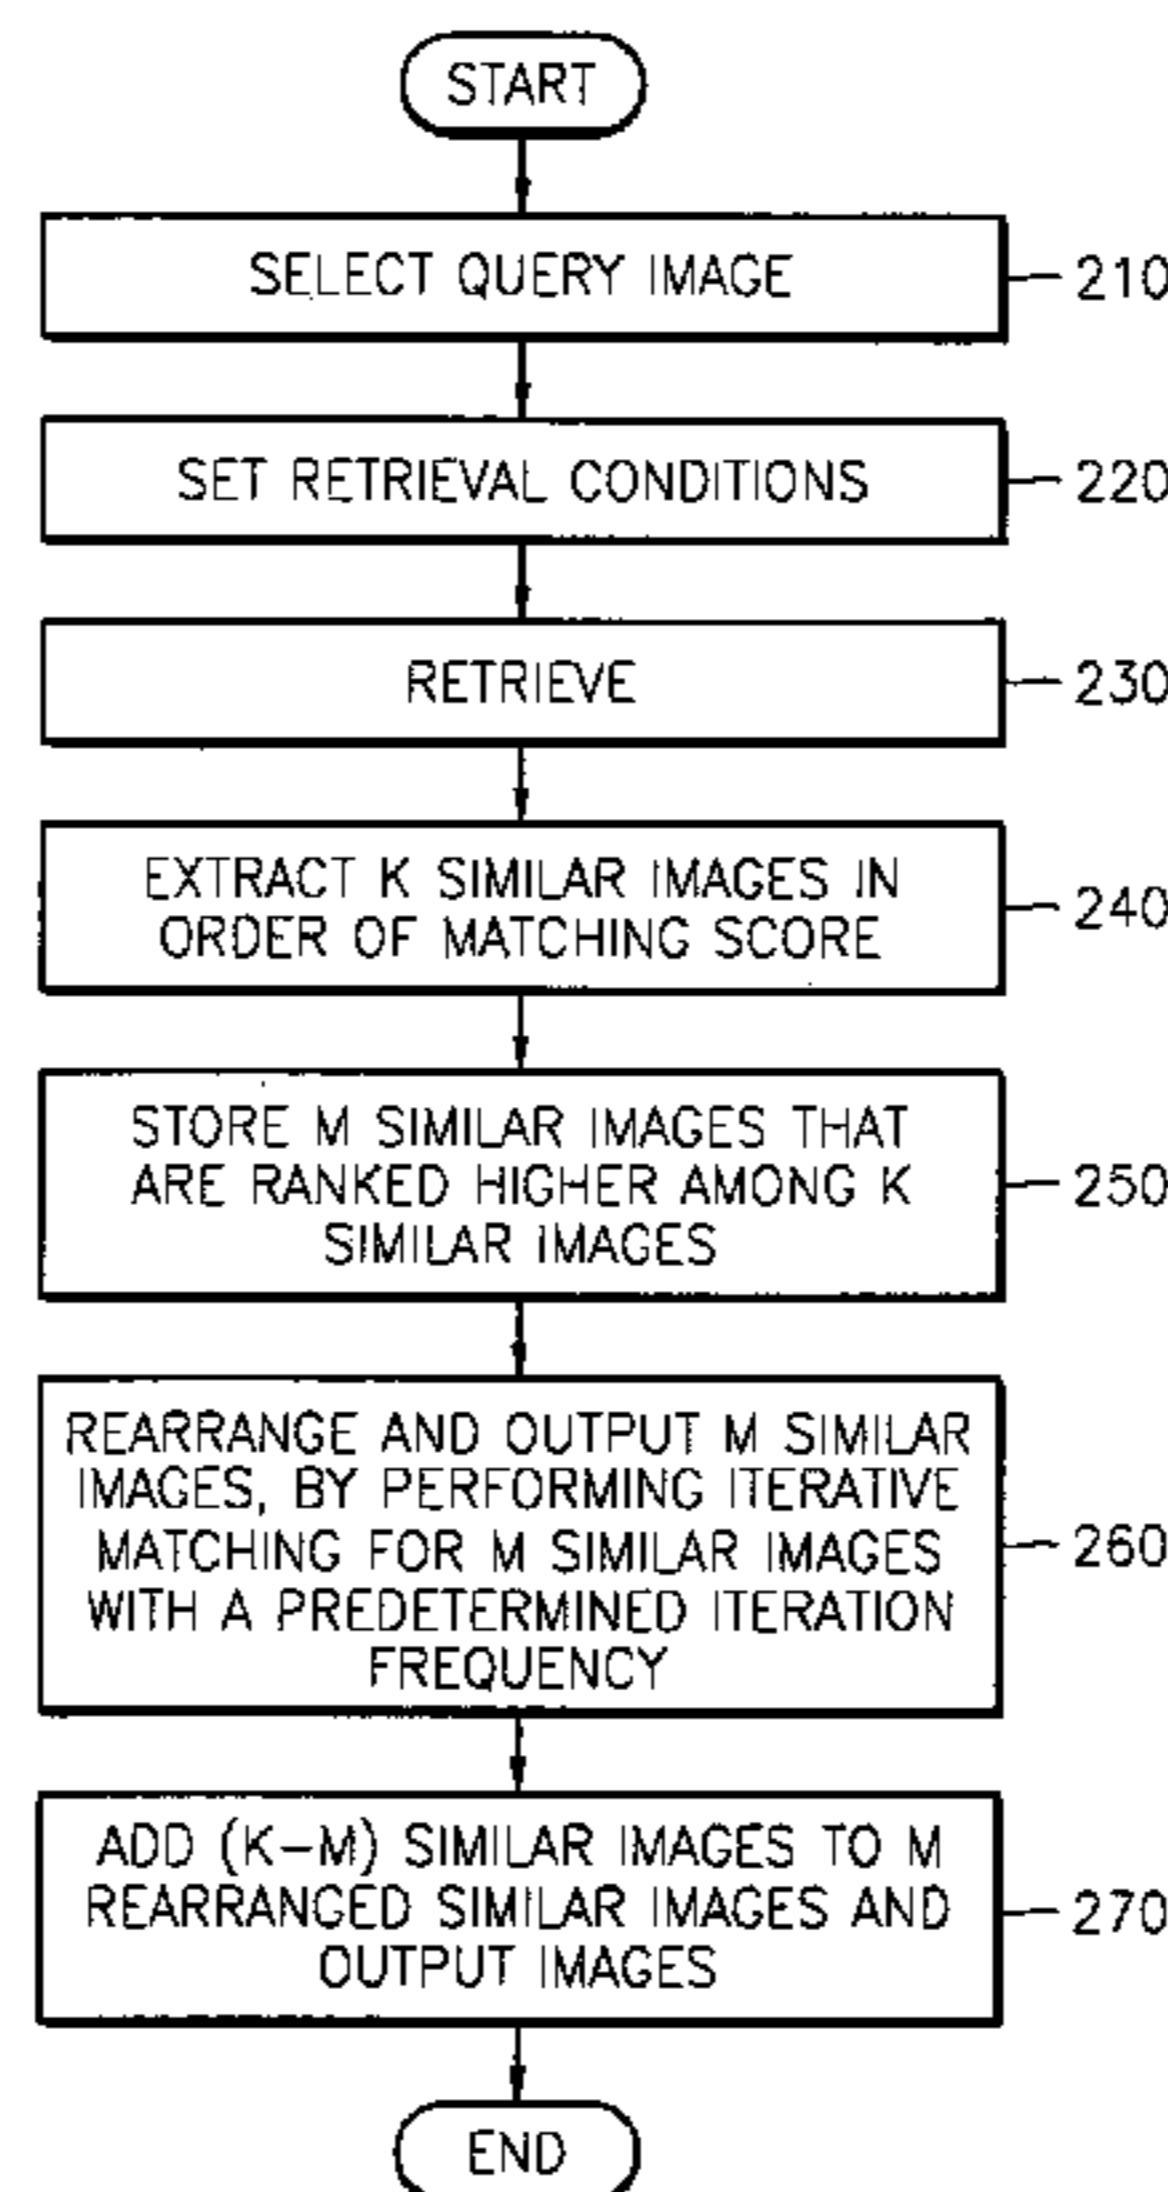 START
SELECT QUERY IMAGE
210
SET RETRIEVAL CONDITIONS
220
RETRIEVE
230
EXTRACT K SIMILAR IMAGES IN
ORDER OF MATCHING SCORE
240
STORE M SIMILAR IMAGES THAT
ARE RANKED HIGHER AMONG K
SIMILAR IMAGES
250
REARRANGE AND OUTPUT M SIMILAR
IMAGES, BY PERFORMING ITERATIVE
MATCHING FOR M SIMILAR IMAGES
WITH A PREDETERMINED ITERATION
FREQUENCY
260
ADD (K-M) SIMILAR IMAGES TO M
REARRANGED SIMILAR IMAGES AND
OUTPUT IMAGES
270
END